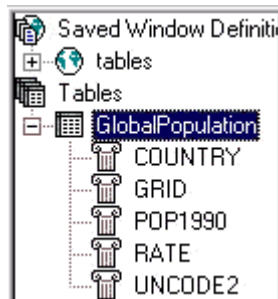 Saved Window Definiti
tables
Tables
GlobalPopulation
COUNTRY
GRID
POP1990
RATE
UNCODE2